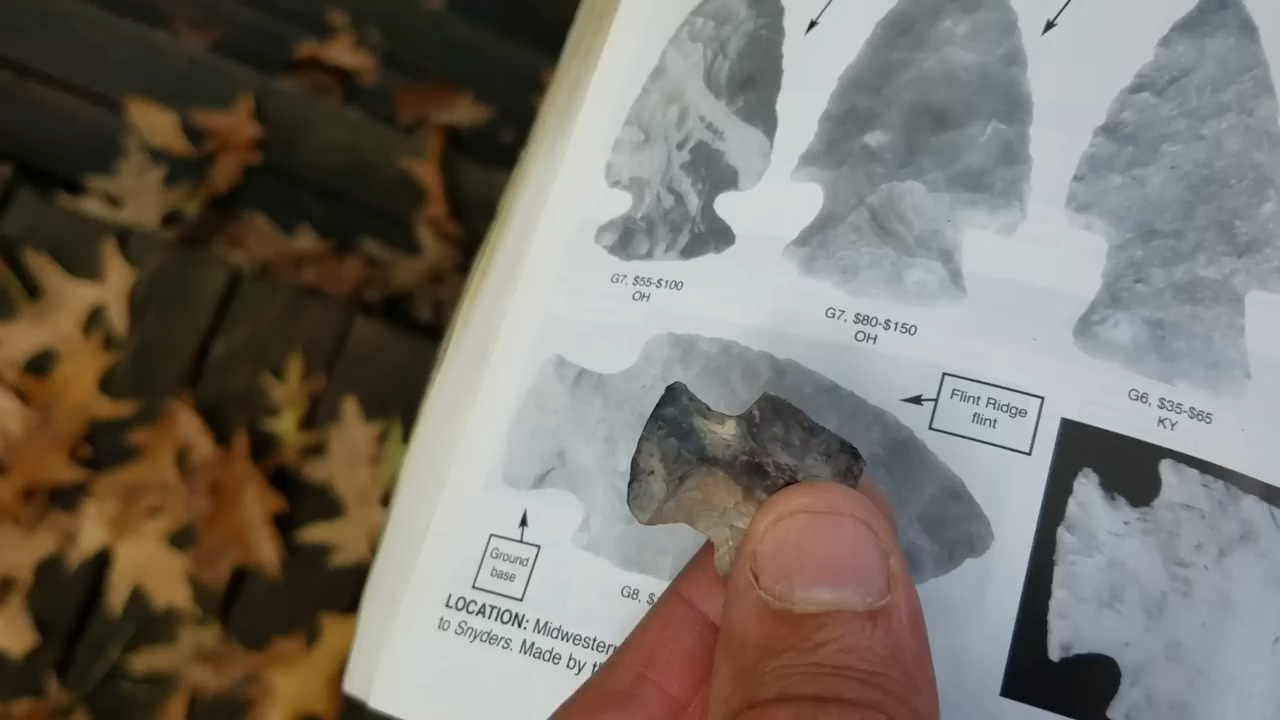 G7, $55-$100
OH
G7, $80-$150
OH
G6, $35-$65
KY
Flint Ridge
flint
Ground
base
G8, $
LOCATION: Midwestern
to Snyders. Made by